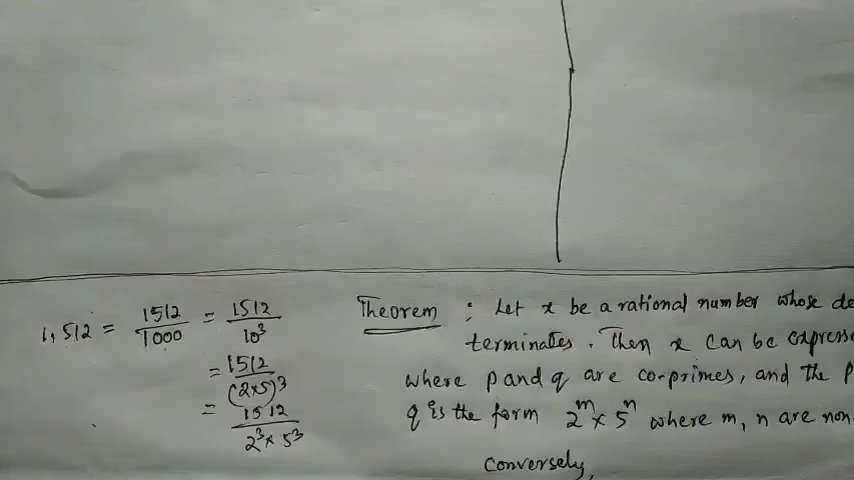 1,512 = 1512/1000 = 1512/10³
= 1512/(2×5)³
= 1512/2³×5³
Theorem : Let x be a rational number whose de
terminates. Then x can be expresse
where p and q are co-primes, and the p
q is the form 2^m × 5^n where m, n are non-
conversely,